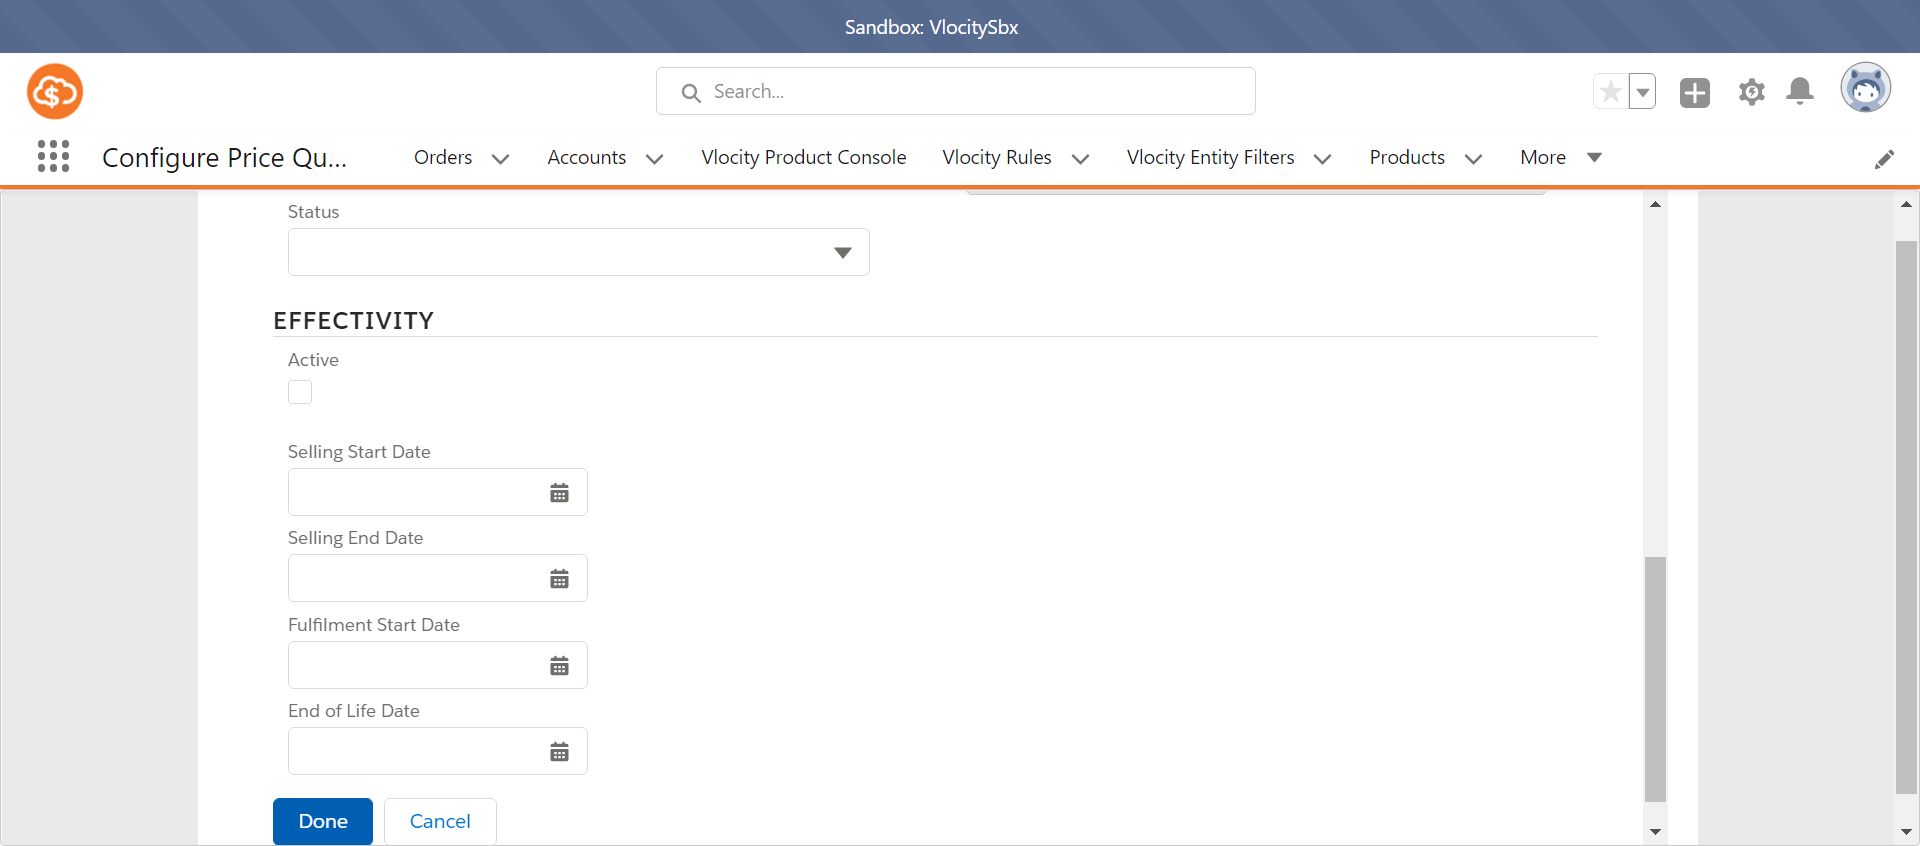 Sandbox: VlocitySbx
Search...
Configure Price Qu...
Orders
Accounts
Vlocity Product Console
Vlocity Rules
Vlocity Entity Filters
Products
More
Status
EFFECTIVITY
Active
Selling Start Date
Selling End Date
Fulfilment Start Date
End of Life Date
Done
Cancel